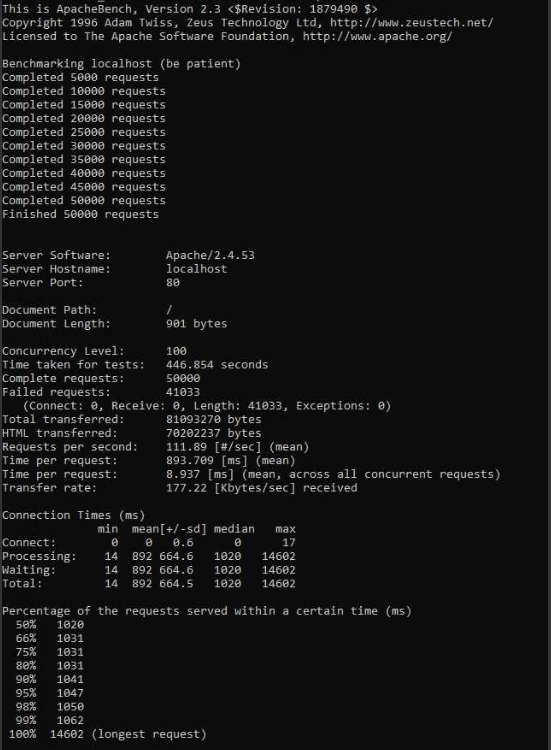 This is ApacheBench, Version 2.3 <$Revision: 1879490 $>
Copyright 1996 Adam Twiss, Zeus Technology Ltd, http://www.zeustech.net/
Licensed to The Apache Software Foundation, http://www.apache.org/
Benchmarking localhost (be patient)
Completed 5000 requests
Completed 10000 requests
Completed 15000 requests
Completed 20000 requests
Completed 25000 requests
Completed 30000 requests
Completed 35000 requests
Completed 40000 requests
Completed 45000 requests
Completed 50000 requests
Finished 50000 requests
Server Software: Apache/2.4.53
Server Hostname: localhost
Server Port: 80
Document Path: /
Document Length: 901 bytes
Concurrency Level: 100
Time taken for tests: 446.854 seconds
Complete requests: 50000
Failed requests: 41033
(Connect: 0, Receive: 0, Length: 41033, Exceptions: 0)
Total transferred: 81093270 bytes
HTML transferred: 70202237 bytes
Requests per second: 111.89 [#/sec] (mean)
Time per request: 893.709 [ms] (mean)
Time per request: 8.937 [ms] (mean, across all concurrent requests)
Transfer rate: 177.22 [Kbytes/sec] received
Connection Times (ms)
min mean[+/-sd] median max
Connect: 0 0 0.6 0 17
Processing: 14 892 664.6 1020 14602
Waiting: 14 892 664.6 1020 14602
Total: 14 892 664.5 1020 14602
Percentage of the requests served within a certain time (ms)
50% 1020
66% 1031
75% 1031
80% 1031
90% 1041
95% 1047
98% 1050
99% 1062
100% 14602 (longest request)